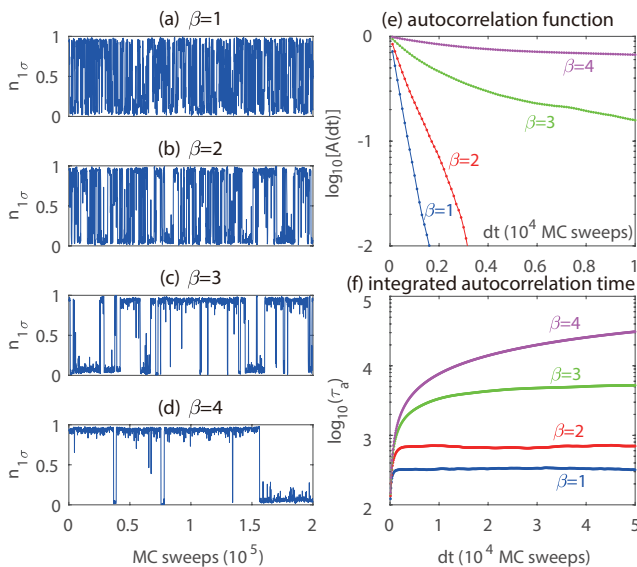 (a) β=1
n1σ
1
0.5
0
(b) β=2
n1σ
1
0.5
0
(c) β=3
n1σ
1
0.5
0
(d) β=4
n1σ
1
0.5
0
0 0.5 1 1.5 2
MC sweeps (10^5)
(e) autocorrelation function
log10[A(dt)]
0
-1
-2
β=4
β=3
β=2
β=1
dt (10^4 MC sweeps)
0 0.2 0.4 0.6 0.8 1
(f) integrated autocorrelation time
log10(τa)
5
4
3
2
β=4
β=3
β=2
β=1
0 1 2 3 4 5
dt (10^4 MC sweeps)